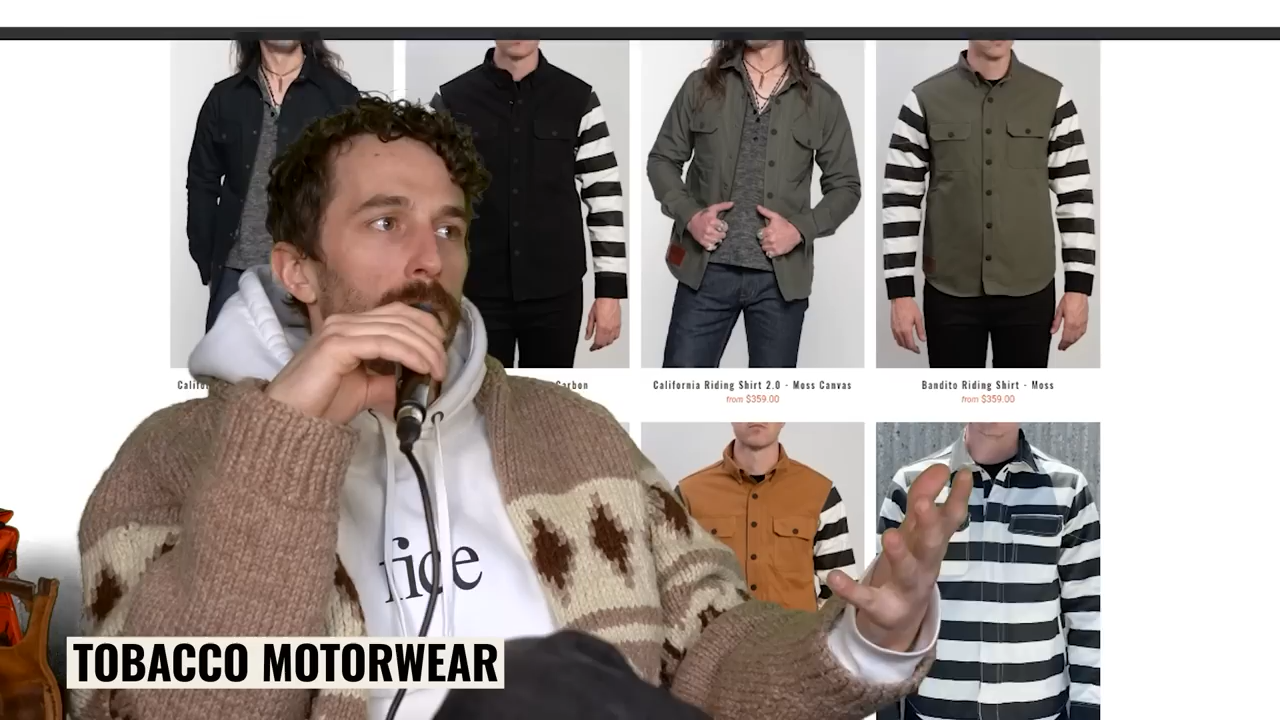 Carbon
California Riding Shirt 2.0 - Moss Canvas
from $359.00
Bandito Riding Shirt - Moss
from $359.00
fice
TOBACCO MOTORWEAR